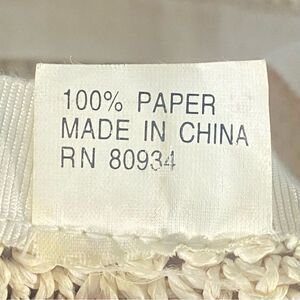 100% PAPER
MADE IN CHINA
RN 80934